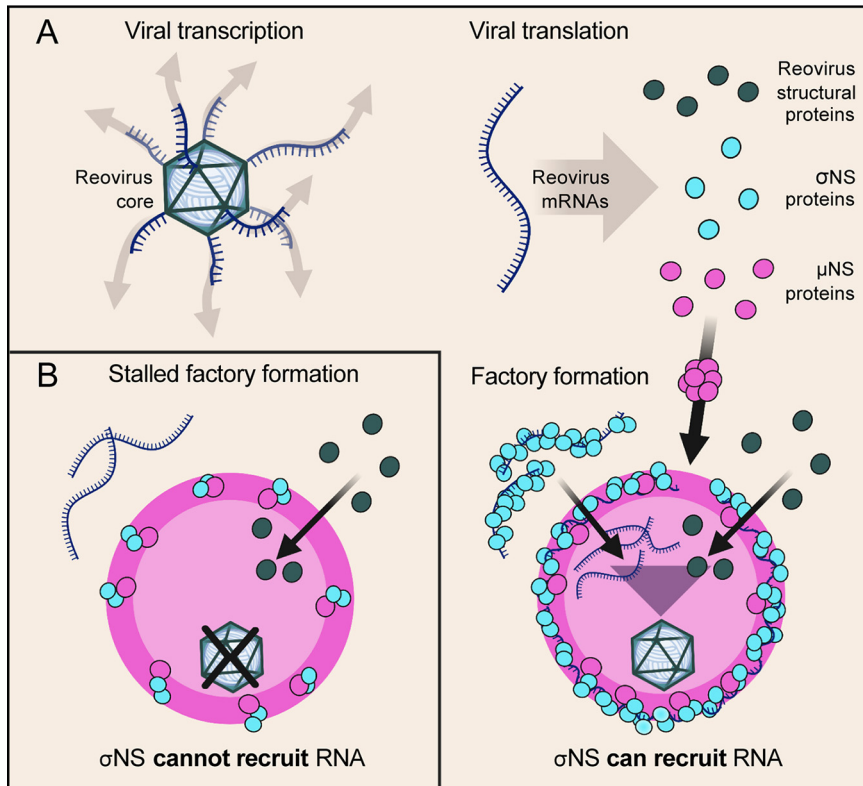 A
Viral transcription
Reovirus
core
Viral translation
Reovirus
mRNAs
Reovirus
structural
proteins
σNS
proteins
μNS
proteins
B
Stalled factory formation
σNS cannot recruit RNA
Factory formation
σNS can recruit RNA